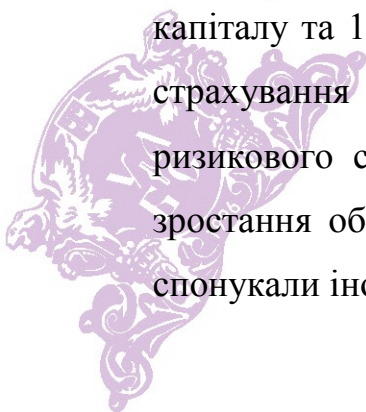 капіталу та 1
страхування
ризикового с
зростання об
спонукали іно